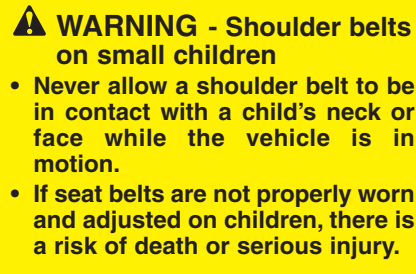 WARNING - Shoulder belts
on small children
• Never allow a shoulder belt to be
in contact with a child's neck or
face while the vehicle is in
motion.
• If seat belts are not properly worn
and adjusted on children, there is
a risk of death or serious injury.